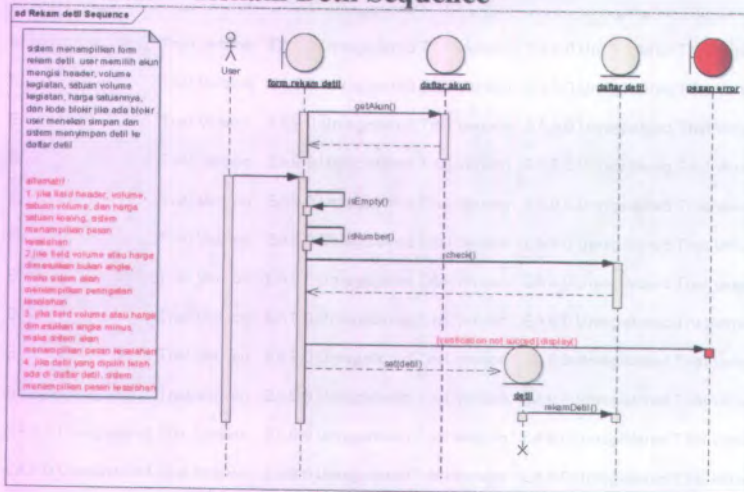 sd Rekam detil Sequence
sistem menampilkan form
rekam detil. user memilih akun
mengisi header, volume
kegiatan, satuan volume
kegiatan, harga satuannya,
dan kode blokir jika ada blokir.
user menekan simpan dan
sistem menyimpan detil ke
daftar detil
alternatif
1. jika field header, volume,
satuan volume, dan harga
satuan kosong, sistem
menampilkan pesan
kesalahan
2. jika field volume atau harga
dimasukkan bukan angka,
maka sistem akan
menampilkan peringatan
kesalahan
3. jika field volume atau harga
dimasukkan angka minus
maka sistem akan
menampilkan pesan kesalahan
4. jika detil yang dipilih telah
ada di daftar detil, sistem
menampilkan pesan kesalahan
User
form rekam detil
daftar akun
daftar detil
pesan error
getAkun()
isEmpty()
isNumber()
check()
[verification not succed] display()
set(detil)
detil
rekamDetil()